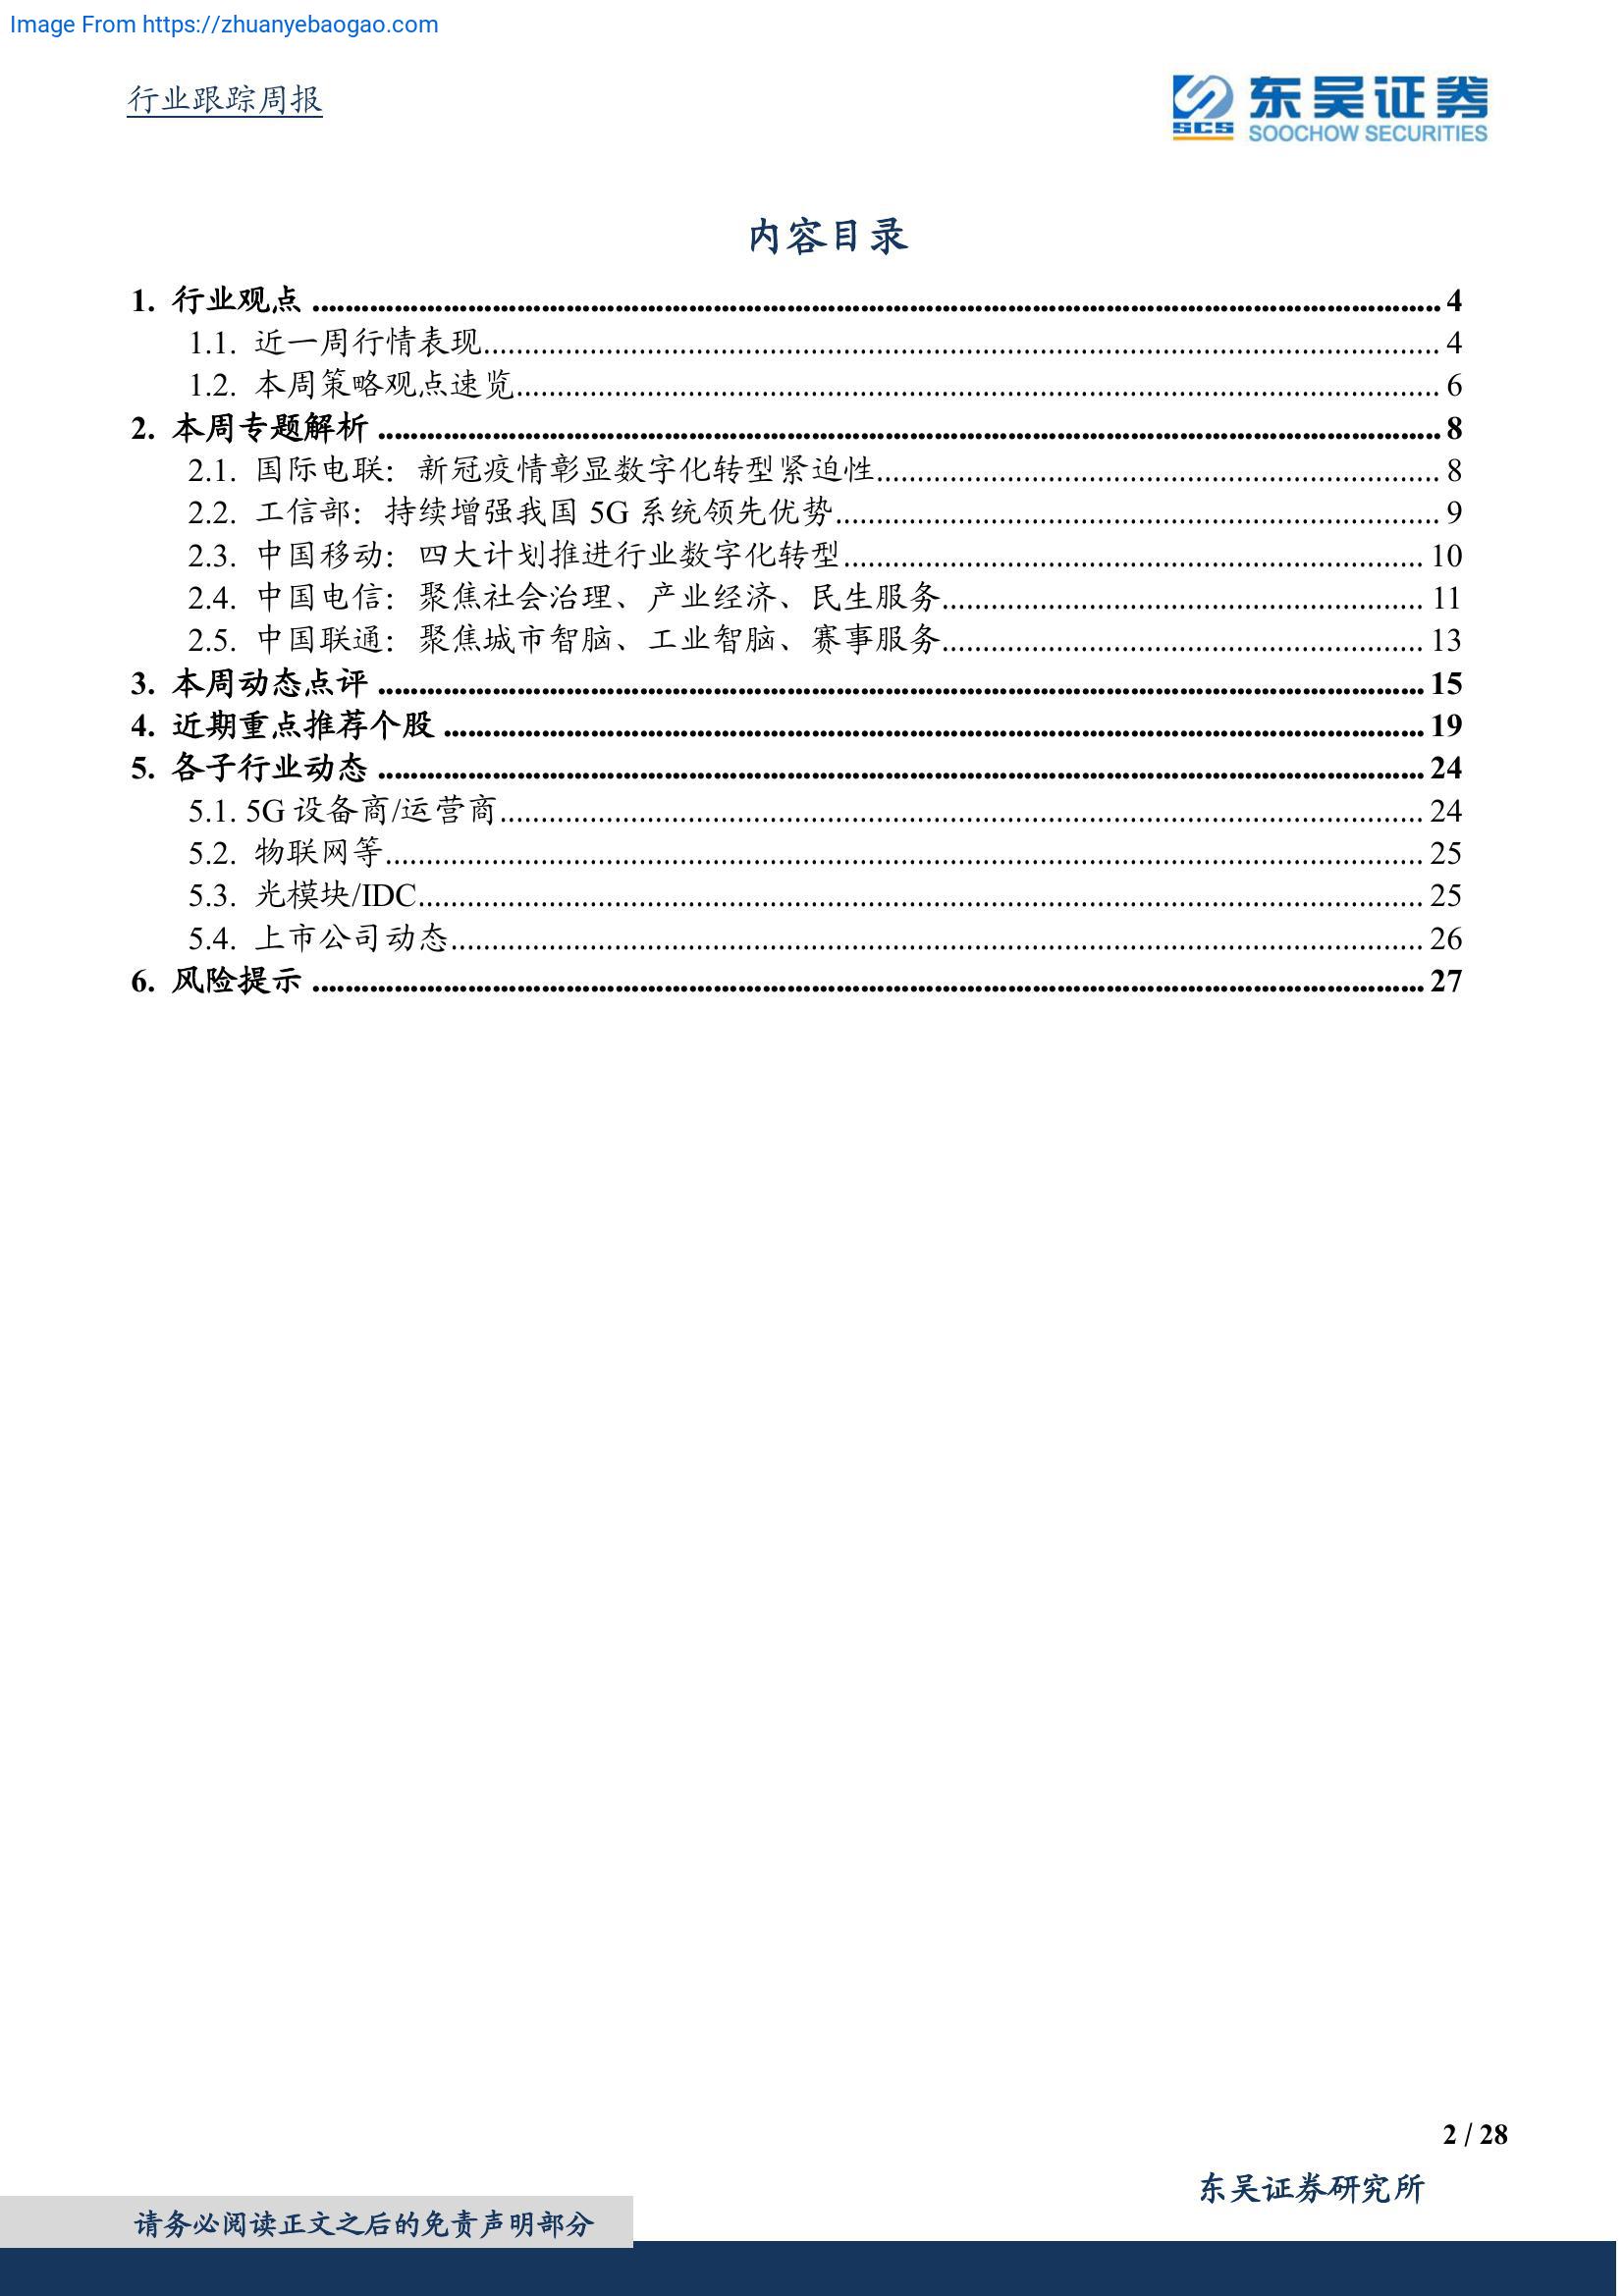 Image From https://zhuanyebaogao.com
行业跟踪周报
SCS
东吴证券
SOOCHOW SECURITIES
内容目录
1. 行业观点 ........................................ 4
1.1. 近一周行情表现........................................ 4
1.2. 本周策略观点速览........................................ 6
2. 本周专题解析 ........................................ 8
2.1. 国际电联：新冠疫情彰显数字化转型紧迫性........................................ 8
2.2. 工信部：持续增强我国 5G 系统领先优势........................................ 9
2.3. 中国移动：四大计划推进行业数字化转型........................................ 10
2.4. 中国电信：聚焦社会治理、产业经济、民生服务........................................ 11
2.5. 中国联通：聚焦城市智脑、工业智脑、赛事服务........................................ 13
3. 本周动态点评 ........................................ 15
4. 近期重点推荐个股 ........................................ 19
5. 各子行业动态 ........................................ 24
5.1. 5G 设备商/运营商........................................ 24
5.2. 物联网等........................................ 25
5.3. 光模块/IDC........................................ 25
5.4. 上市公司动态........................................ 26
6. 风险提示 ........................................ 27
2 / 28
东吴证券研究所
请务必阅读正文之后的免责声明部分